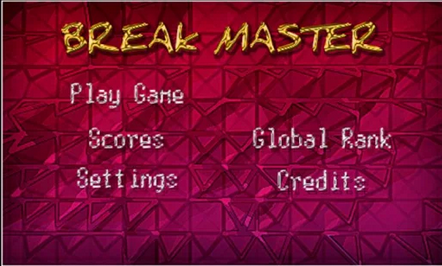 BREAK MASTER
Play Game
Scores
Global Rank
Settings
Credits